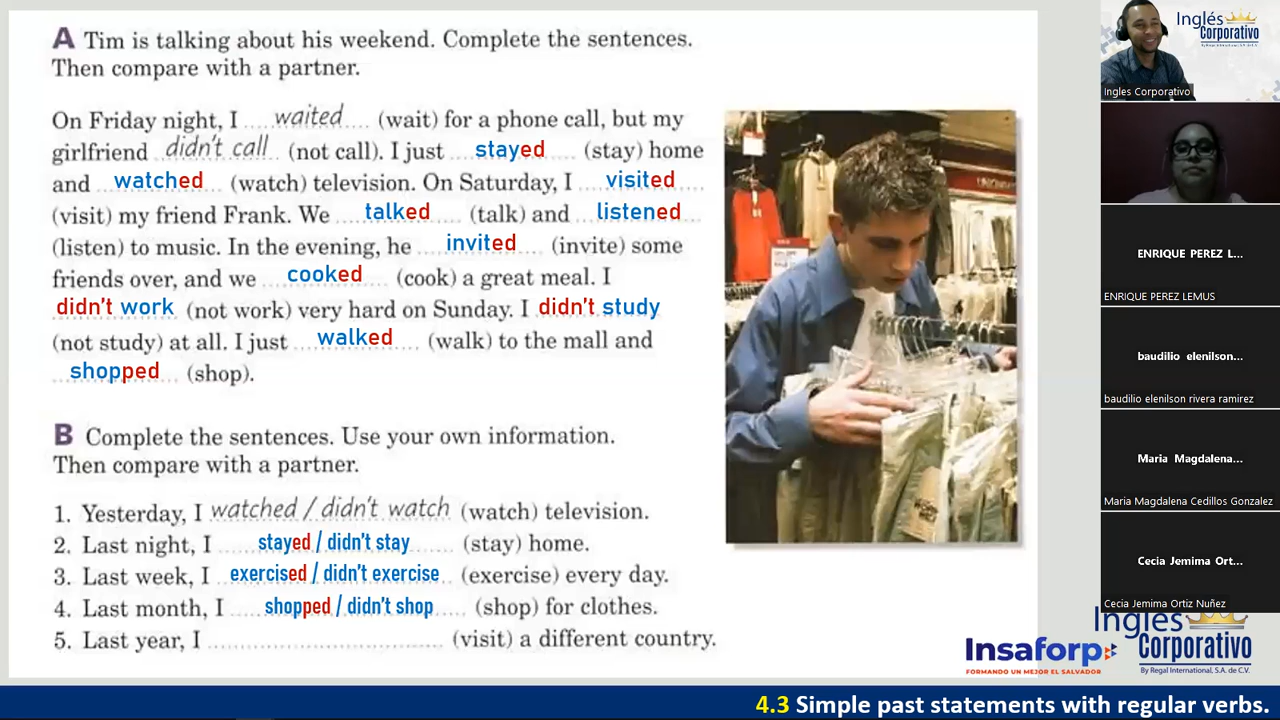 A Tim is talking about his weekend. Complete the sentences.
Then compare with a partner.
On Friday night, I waited (wait) for a phone call, but my
girlfriend didn't call (not call). I just stayed (stay) home
and watched (watch) television. On Saturday, I visited
(visit) my friend Frank. We talked (talk) and listened
(listen) to music. In the evening, he invited (invite) some
friends over, and we cooked (cook) a great meal. I
didn't work (not work) very hard on Sunday. I didn't study
(not study) at all. I just walked (walk) to the mall and
shopped (shop).
B Complete the sentences. Use your own information.
Then compare with a partner.
1. Yesterday, I watched / didn't watch (watch) television.
2. Last night, I stayed / didn't stay (stay) home.
3. Last week, I exercised / didn't exercise (exercise) every day.
4. Last month, I shopped / didn't shop (shop) for clothes.
5. Last year, I (visit) a different country.
Inglés
Corporativo
By Regal International, S.A. de C.V.
Ingles Corporativo
ENRIQUE PEREZ L...
ENRIQUE PEREZ LEMUS
baudilio elenilson...
baudilio elenilson rivera ramirez
Maria Magdalena...
Maria Magdalena Cedillos Gonzalez
Cecia Jemima Ort...
Cecia Jemima Ortiz Nuñez
Insaforp
FORMANDO UN MEJOR EL SALVADOR
Inglés
Corporativo
By Regal International, S.A. de C.V.
4.3 Simple past statements with regular verbs.